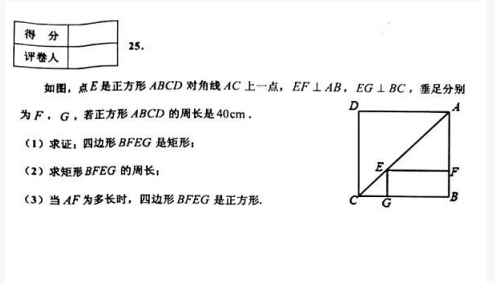 得 分
评卷人
25.
如图，点E是正方形ABCD对角线AC上一点，EF⊥AB，EG⊥BC，垂足分别
为F，G，若正方形ABCD的周长是40cm．
（1）求证：四边形BFEG是矩形；
（2）求矩形BFEG的周长；
（3）当AF为多长时，四边形BFEG是正方形.
D
A
E
F
C
G
B